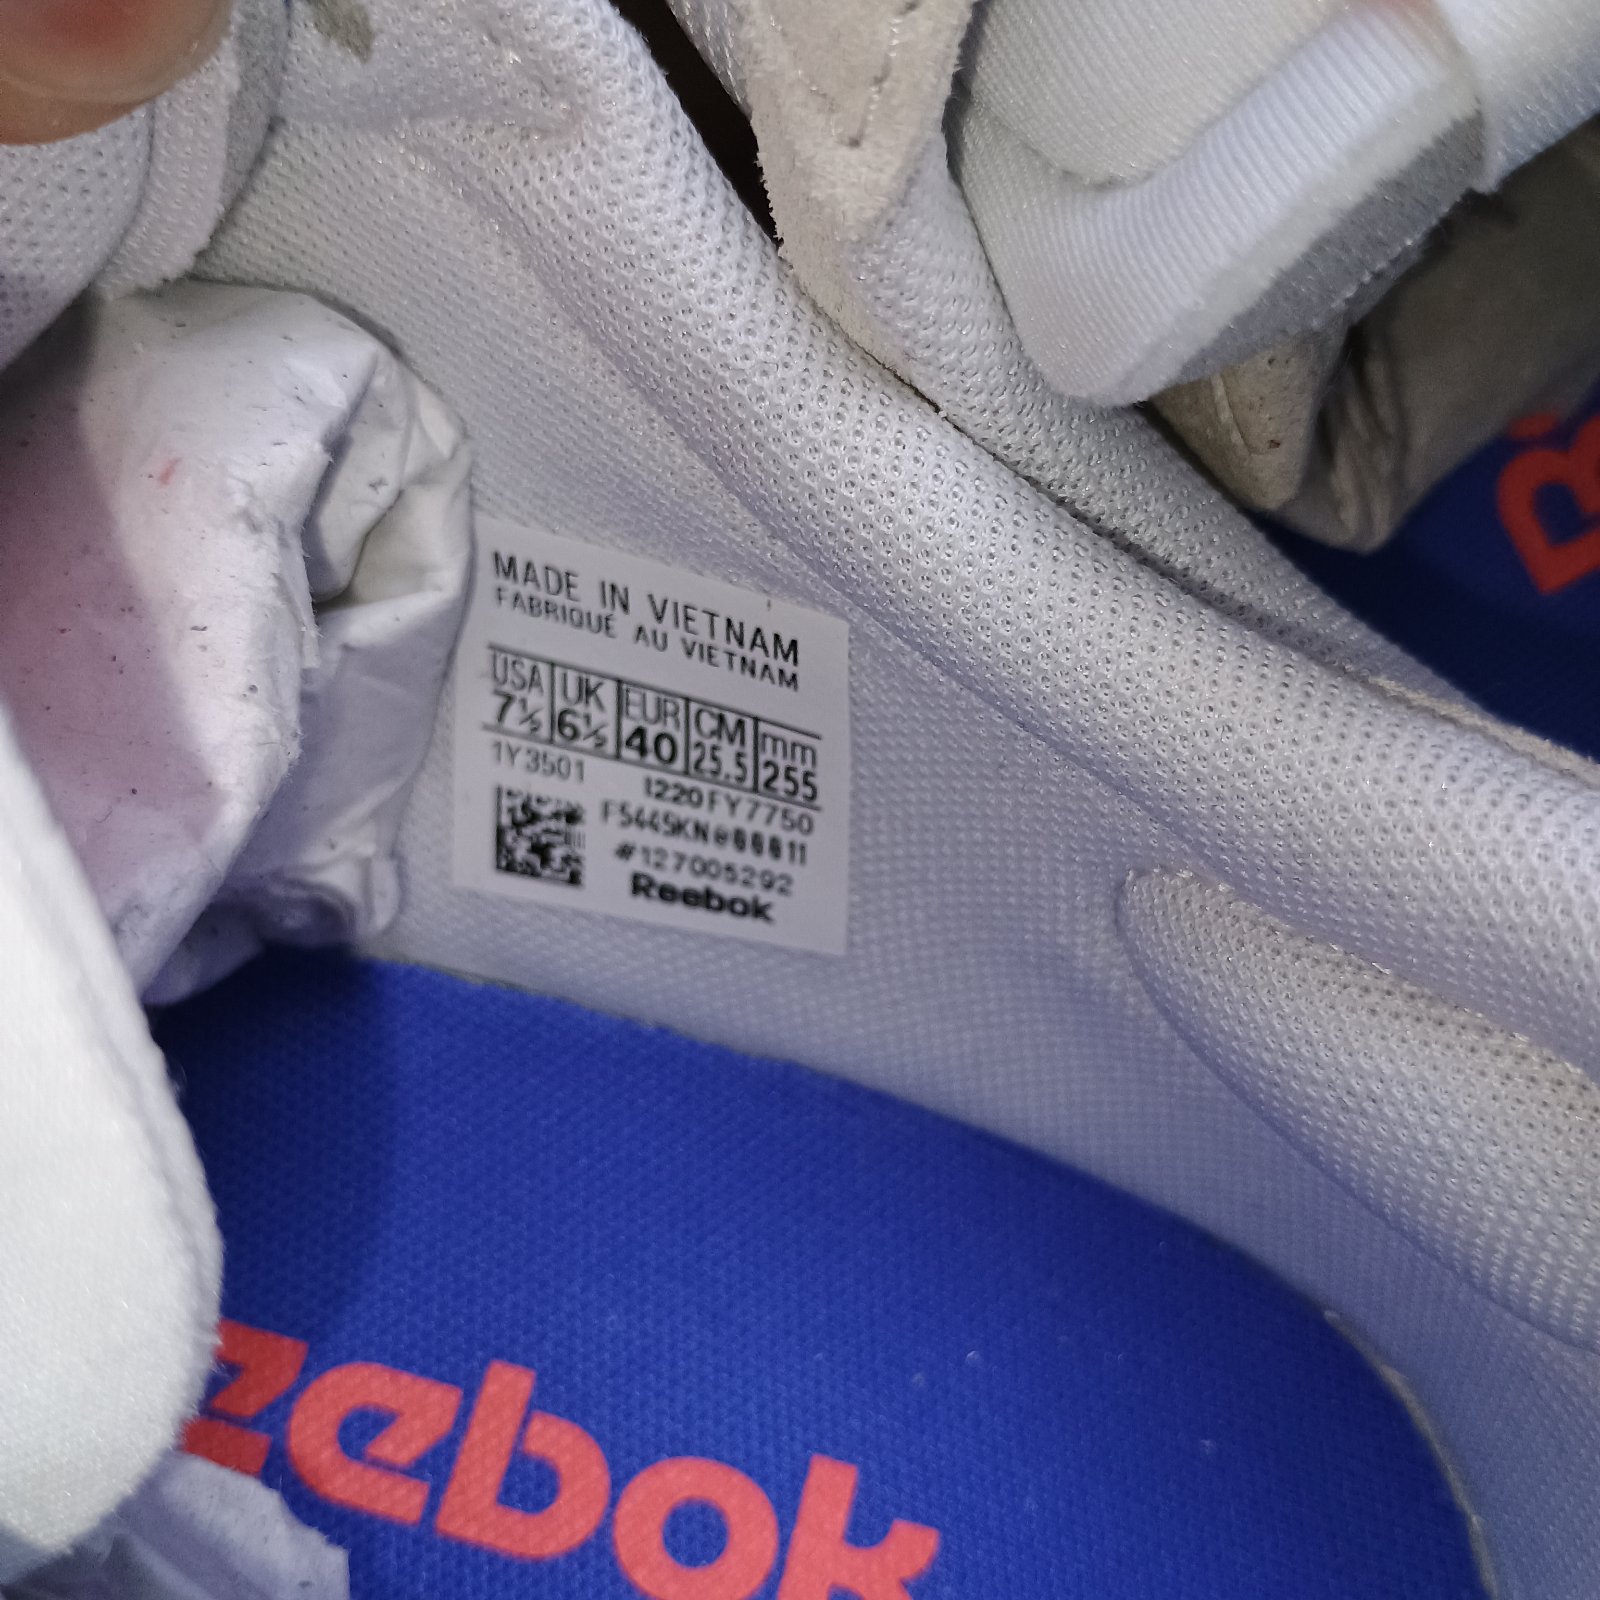 MADE IN VIETNAM
FABRIQUÉ AU VIETNAM
USA UK EUR CM mm
7½ 6½ 40 25.5 255
1Y3501 1220 FY7750
#127005292
Reebok
Reebok